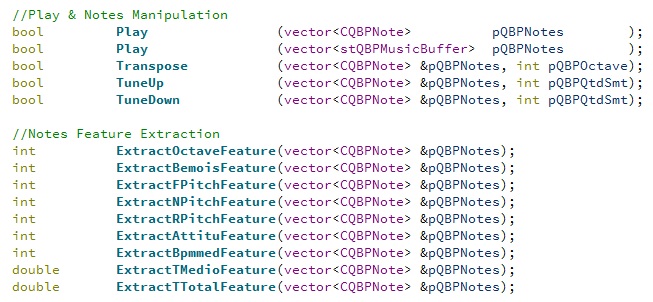 //Play & Notes Manipulation
bool Play (vector<CQBPNote> pQBPNotes );
bool Play (vector<stQBPMusicBuffer> pQBPNotes );
bool Transpose (vector<CQBPNote> &pQBPNotes, int pQBPOctave);
bool TuneUp (vector<CQBPNote> &pQBPNotes, int pQBPQtdSmt);
bool TuneDown (vector<CQBPNote> &pQBPNotes, int pQBPQtdSmt);
//Notes Feature Extraction
int ExtractOctaveFeature(vector<CQBPNote> &pQBPNotes);
int ExtractBemoisFeature(vector<CQBPNote> &pQBPNotes);
int ExtractFPitchFeature(vector<CQBPNote> &pQBPNotes);
int ExtractNPitchFeature(vector<CQBPNote> &pQBPNotes);
int ExtractRPitchFeature(vector<CQBPNote> &pQBPNotes);
int ExtractAttituFeature(vector<CQBPNote> &pQBPNotes);
int ExtractBpmmedFeature(vector<CQBPNote> &pQBPNotes);
double ExtractTMedioFeature(vector<CQBPNote> &pQBPNotes);
double ExtractTTotalFeature(vector<CQBPNote> &pQBPNotes);